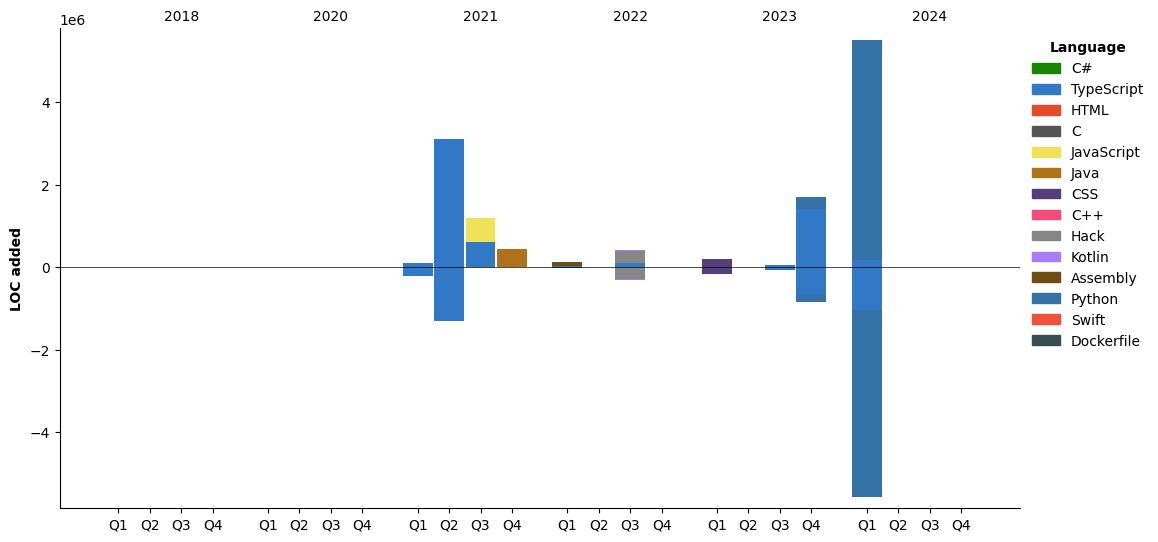 1e6
2018 2020 2021 2022 2023 2024
Language
C#
TypeScript
HTML
C
JavaScript
Java
CSS
C++
Hack
Kotlin
Assembly
Python
Swift
Dockerfile
LOC added
4
2
0
−2
−4
Q1 Q2 Q3 Q4 Q1 Q2 Q3 Q4 Q1 Q2 Q3 Q4 Q1 Q2 Q3 Q4 Q1 Q2 Q3 Q4 Q1 Q2 Q3 Q4